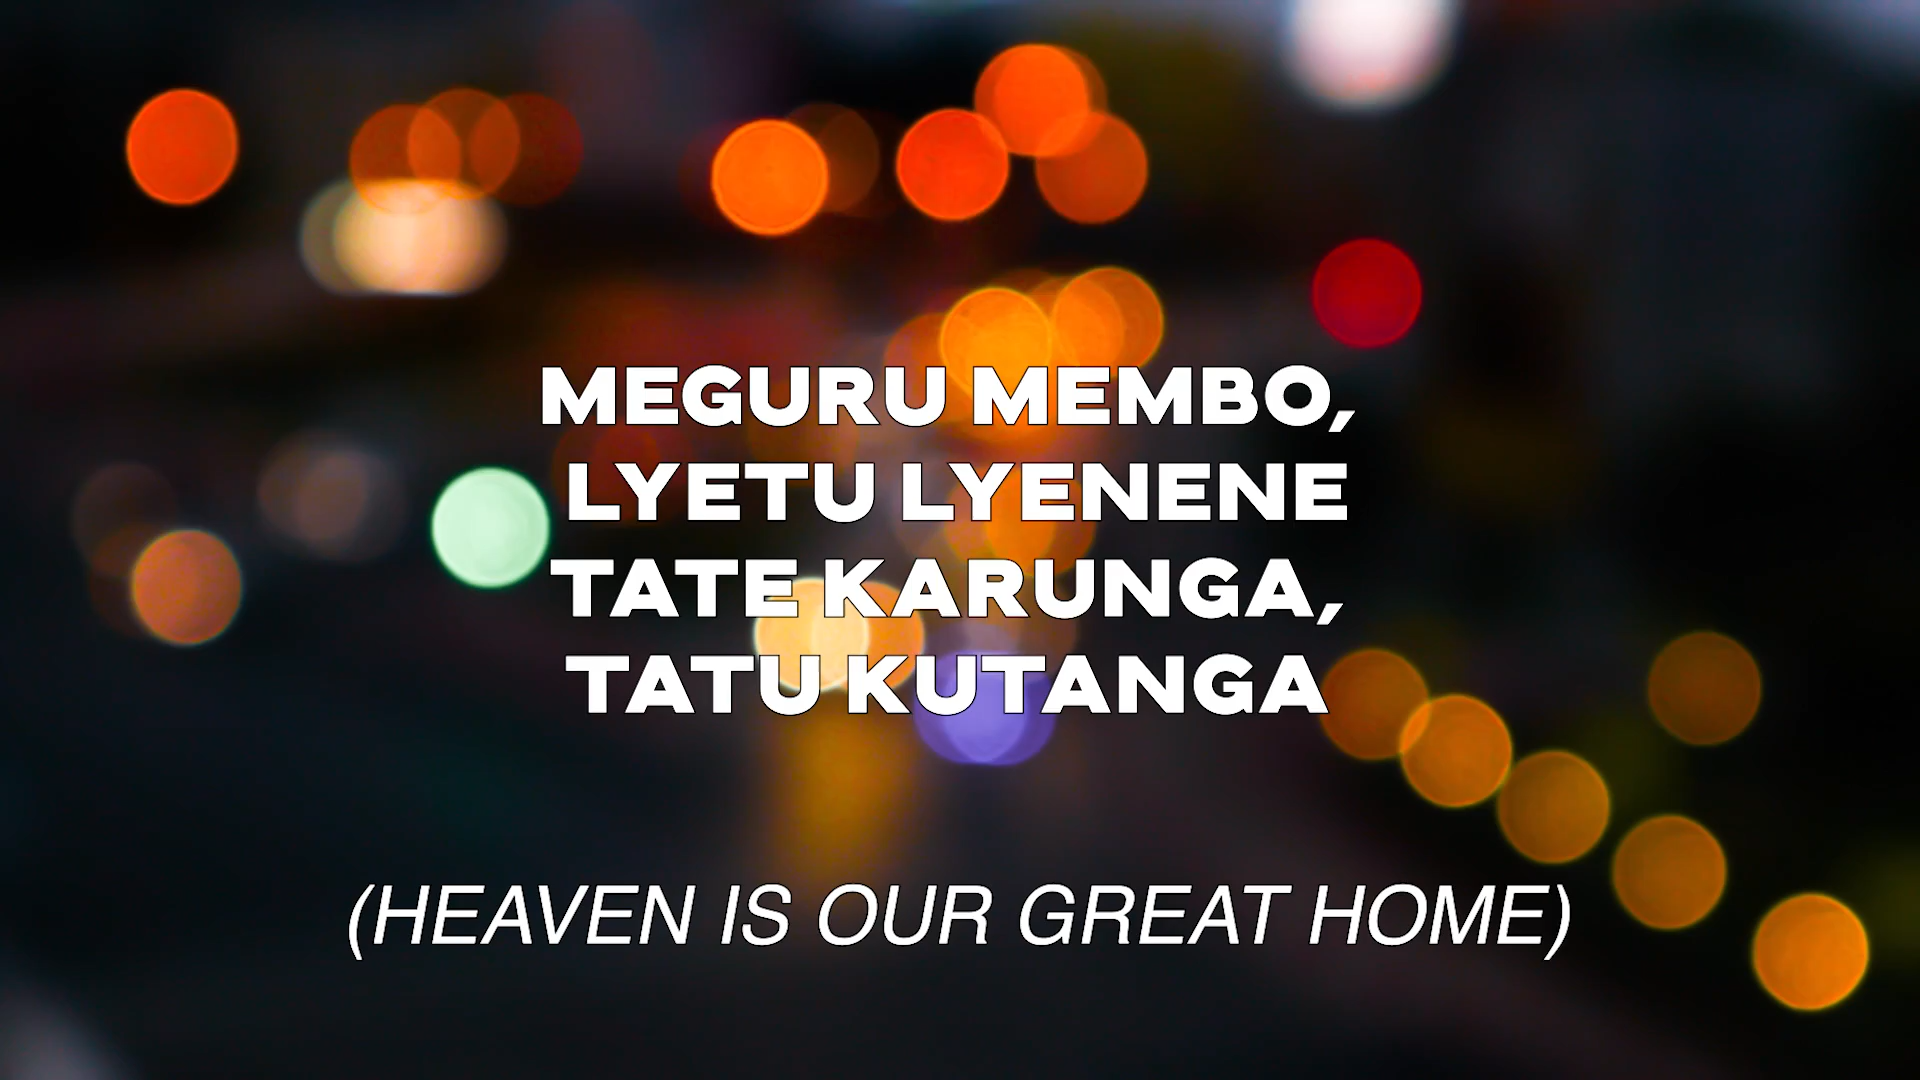 MEGURU MEMBO,
LYETU LYENENE
TATE KARUNGA,
TATU KUTANGA
(HEAVEN IS OUR GREAT HOME)